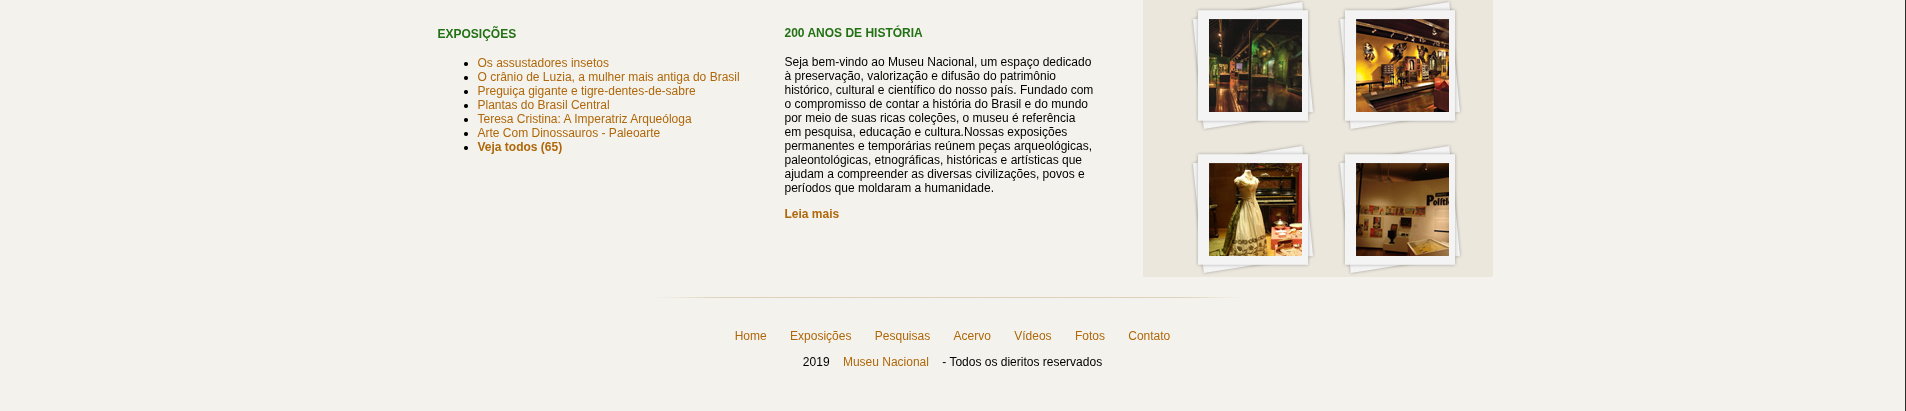 EXPOSIÇÕES
Os assustadores insetos
O crânio de Luzia, a mulher mais antiga do Brasil
Preguiça gigante e tigre-dentes-de-sabre
Plantas do Brasil Central
Teresa Cristina: A Imperatriz Arqueóloga
Arte Com Dinossauros - Paleoarte
Veja todos (65)
200 ANOS DE HISTÓRIA
Seja bem-vindo ao Museu Nacional, um espaço dedicado
à preservação, valorização e difusão do patrimônio
histórico, cultural e científico do nosso país. Fundado com
o compromisso de contar a história do Brasil e do mundo
por meio de suas ricas coleções, o museu é referência
em pesquisa, educação e cultura.Nossas exposições
permanentes e temporárias reúnem peças arqueológicas,
paleontológicas, etnográficas, históricas e artísticas que
ajudam a compreender as diversas civilizações, povos e
períodos que moldaram a humanidade.
Leia mais
Home Exposições Pesquisas Acervo Vídeos Fotos Contato
2019 Museu Nacional - Todos os dieritos reservados